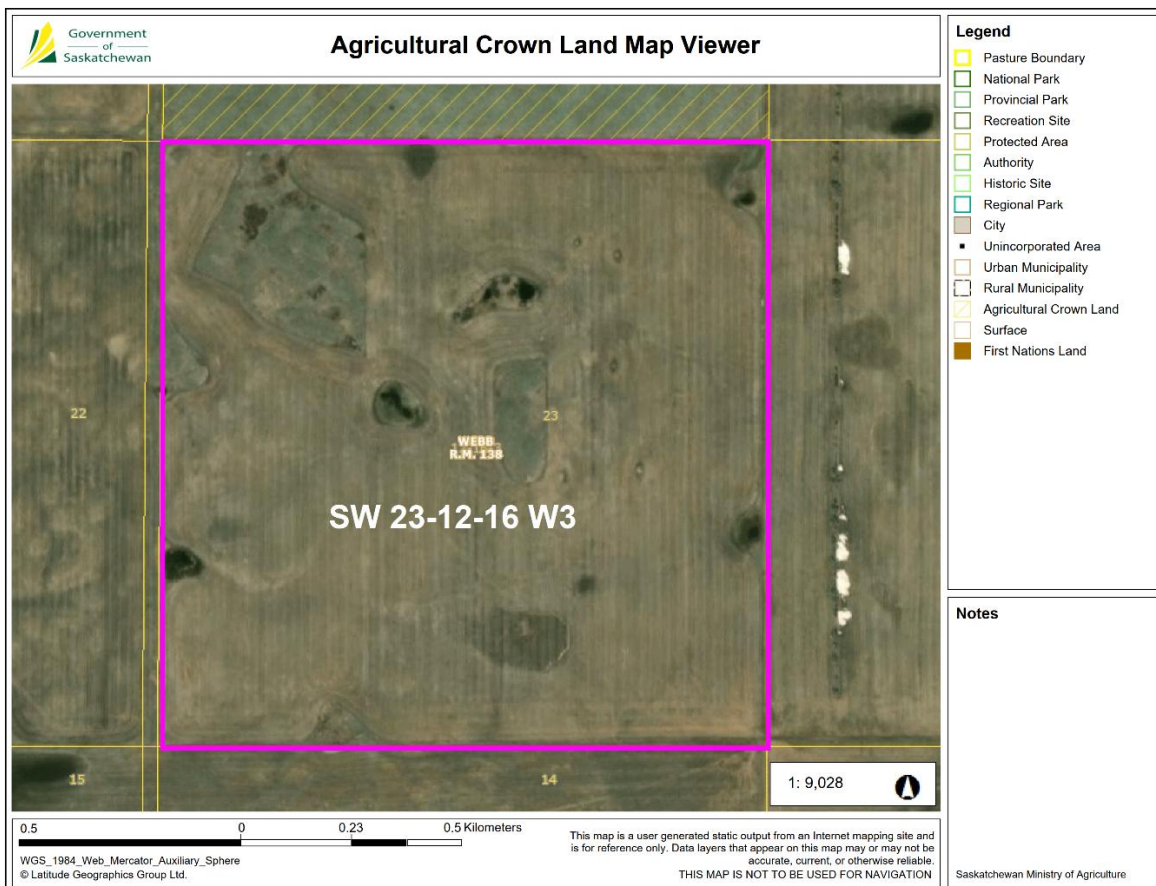 Government
of
Saskatchewan
Agricultural Crown Land Map Viewer
22
23
WEBB
R.M. 138
SW 23-12-16 W3
15
14
1: 9,028
0.5
0
0.23
0.5 Kilometers
WGS_1984_Web_Mercator_Auxiliary_Sphere
© Latitude Geographics Group Ltd.
This map is a user generated static output from an Internet mapping site and
is for reference only. Data layers that appear on this map may or may not be
accurate, current, or otherwise reliable.
THIS MAP IS NOT TO BE USED FOR NAVIGATION
Legend
Pasture Boundary
National Park
Provincial Park
Recreation Site
Protected Area
Authority
Historic Site
Regional Park
City
Unincorporated Area
Urban Municipality
Rural Municipality
Agricultural Crown Land
Surface
First Nations Land
Notes
Saskatchewan Ministry of Agriculture